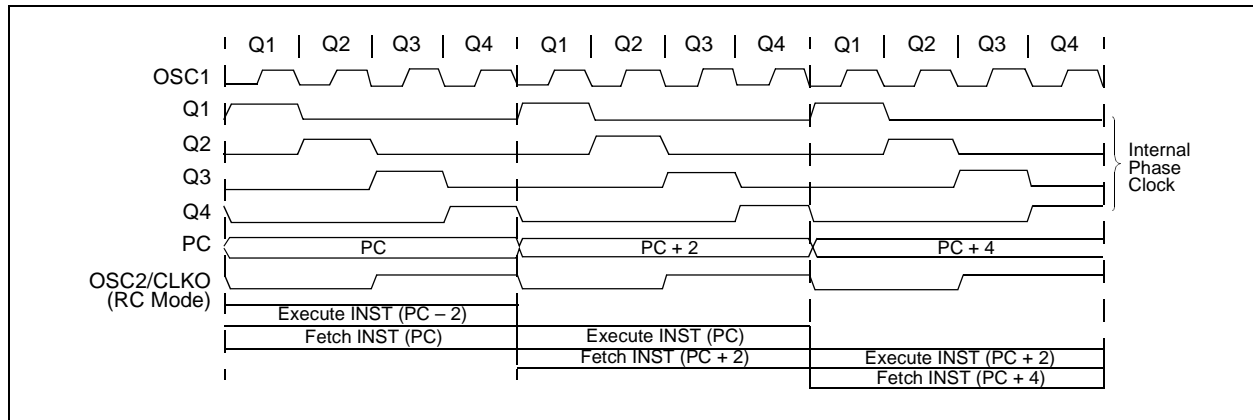 Q1 Q2 Q3 Q4 Q1 Q2 Q3 Q4 Q1 Q2 Q3 Q4
OSC1
Q1
Q2
Q3
Q4
Internal
Phase
Clock
PC PC PC + 2 PC + 4
OSC2/CLKO
(RC Mode)
Execute INST (PC – 2)
Fetch INST (PC) Execute INST (PC)
Fetch INST (PC + 2) Execute INST (PC + 2)
Fetch INST (PC + 4)